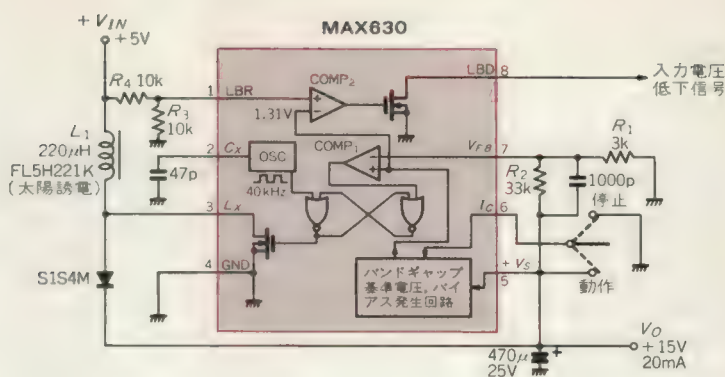 MAX630
+VIN
+5V
R4 10k
1 LBR
R3
10k
1.31V
COMP2
LBD 8
入力電圧
低下信号
L1
220μH
FL5H221K
(太陽誘電)
2 CX
47p
OSC
40kHz
COMP1
VFB 7
R1
3k
R2
33k
1000p
停止
3 LX
IC 6
4 GND
バンドギャップ
基準電圧,バイ
アス発生回路
+VS
5
動作
S1S4M
470μ
25V
+
VO
+15V
20mA